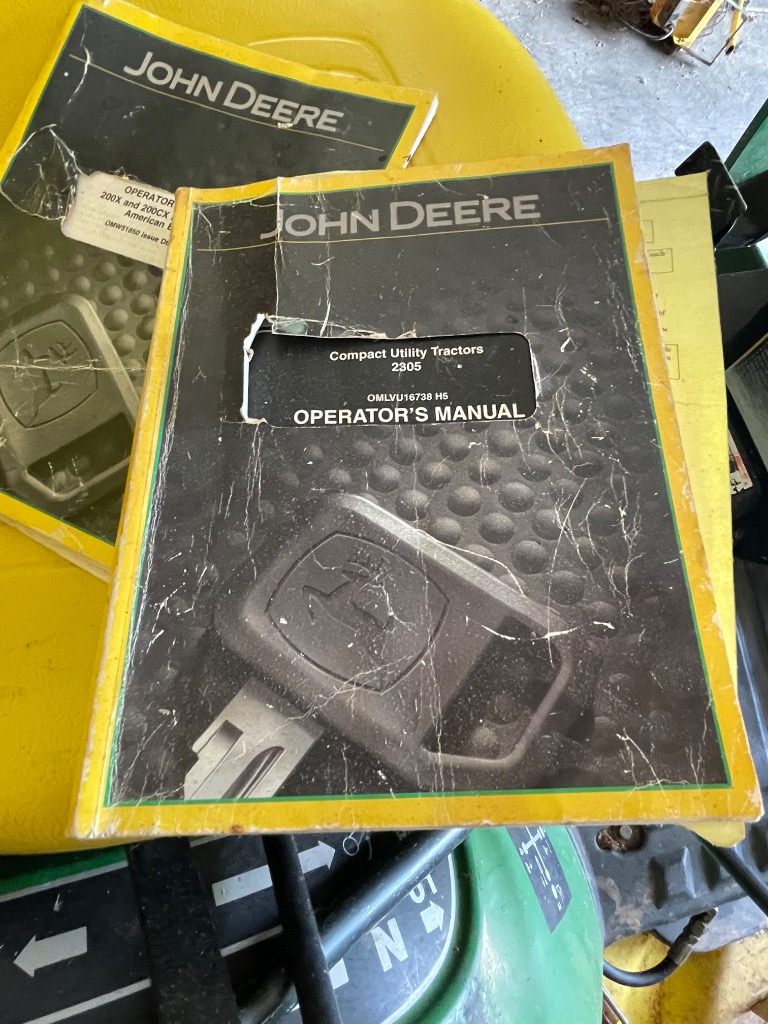 JOHN DEERE
OPERATOR
200X and 200CX
American
OMW51850 Issue
JOHN DEERE
Compact Utility Tractors
2305
OMLVU16738 H5
OPERATOR'S MANUAL
N